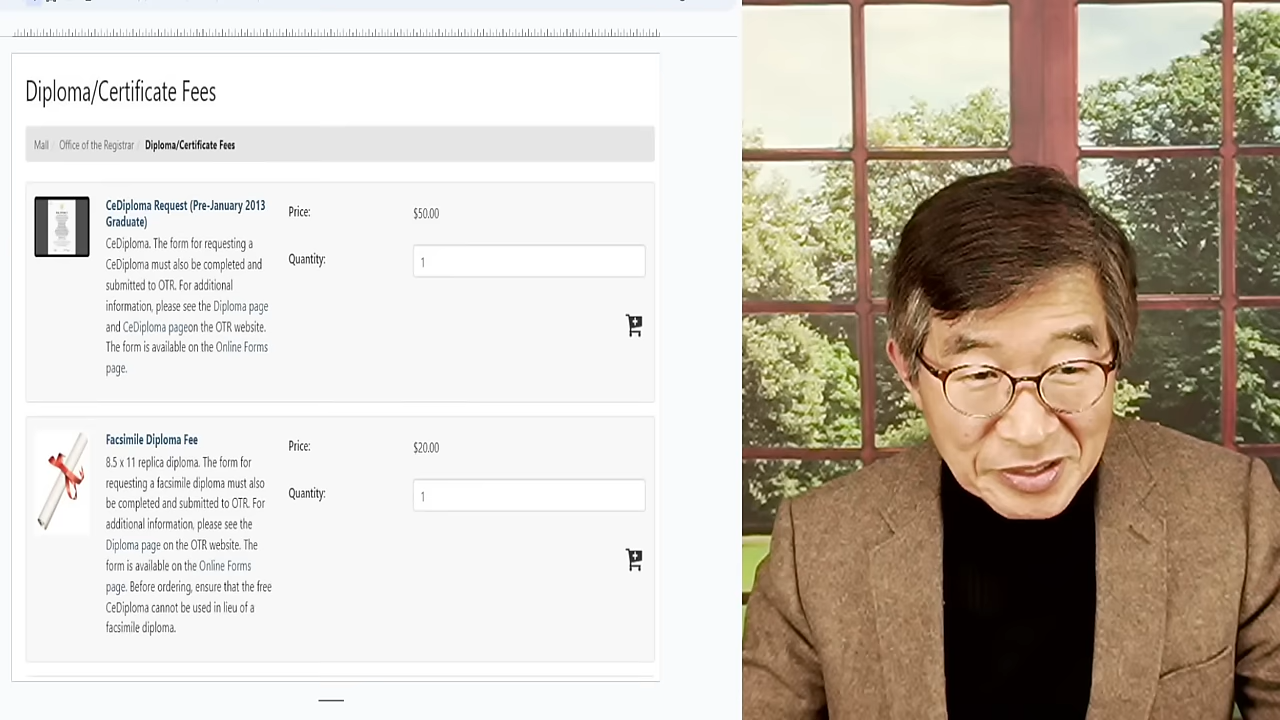 Diploma/Certificate Fees
Mall / Office of the Registrar / Diploma/Certificate Fees
CeDiploma Request (Pre-January 2013
Graduate)
CeDiploma. The form for requesting a
CeDiploma must also be completed and
submitted to OTR. For additional
information, please see the Diploma page
and CeDiploma pageon the OTR website.
The form is available on the Online Forms
page.
Price:
$50.00
Quantity:
1
Facsimile Diploma Fee
8.5 x 11 replica diploma. The form for
requesting a facsimile diploma must also
be completed and submitted to OTR. For
additional information, please see the
Diploma page on the OTR website. The
form is available on the Online Forms
page. Before ordering, ensure that the free
CeDiploma cannot be used in lieu of a
facsimile diploma.
Price:
$20.00
Quantity:
1